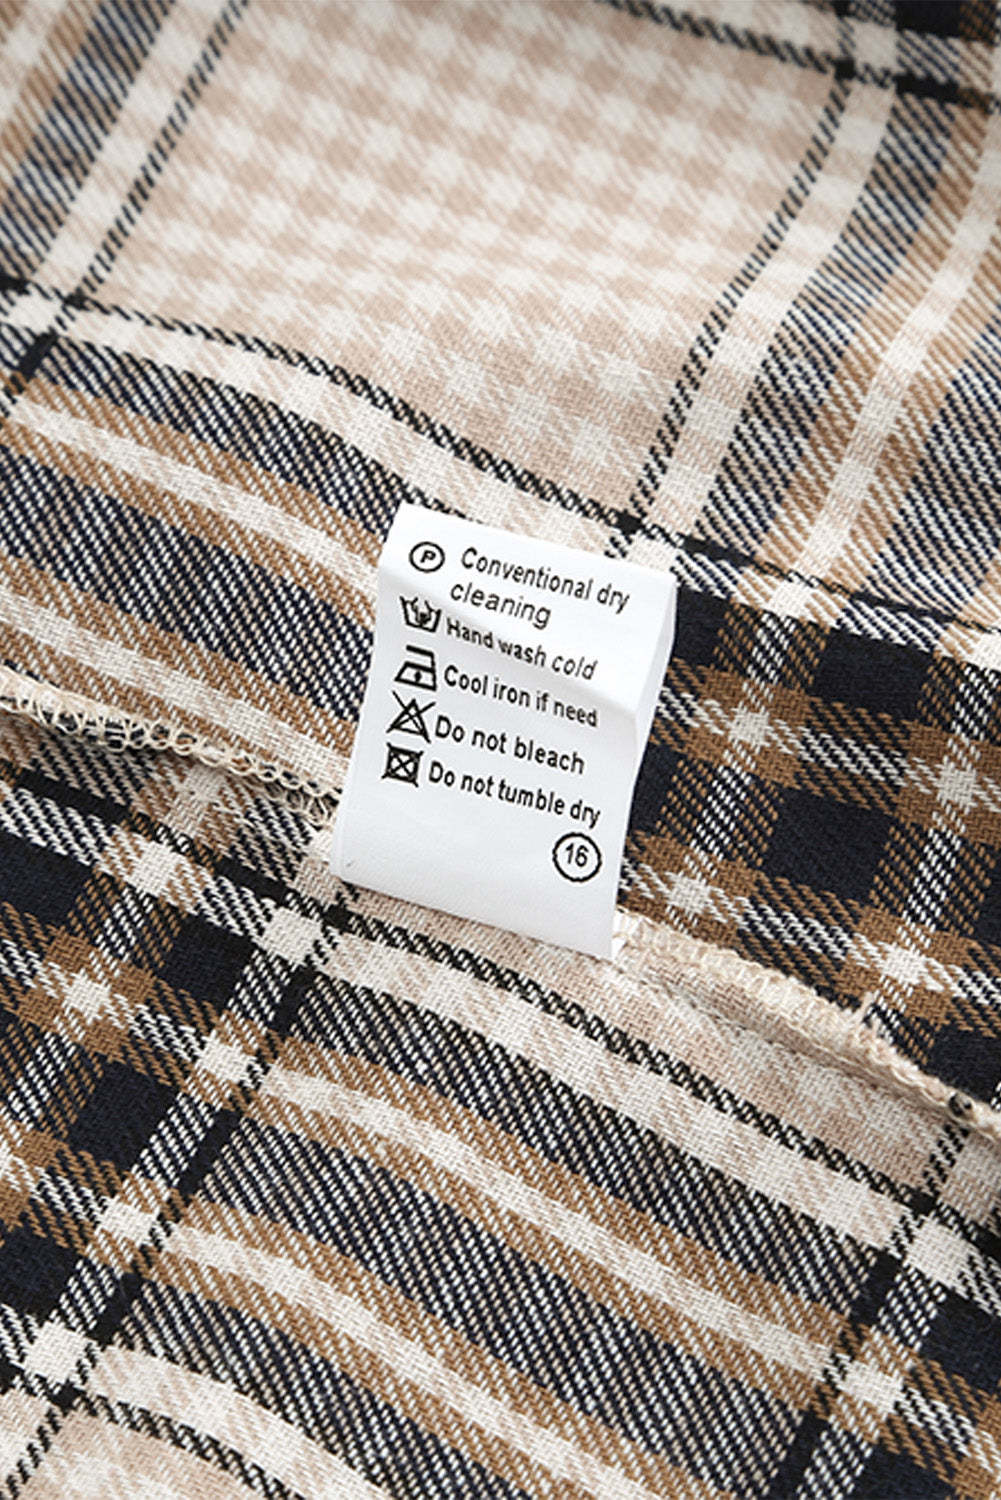 P Conventional dry
cleaning
Hand wash cold
Cool iron if need
Do not bleach
Do not tumble dry
16